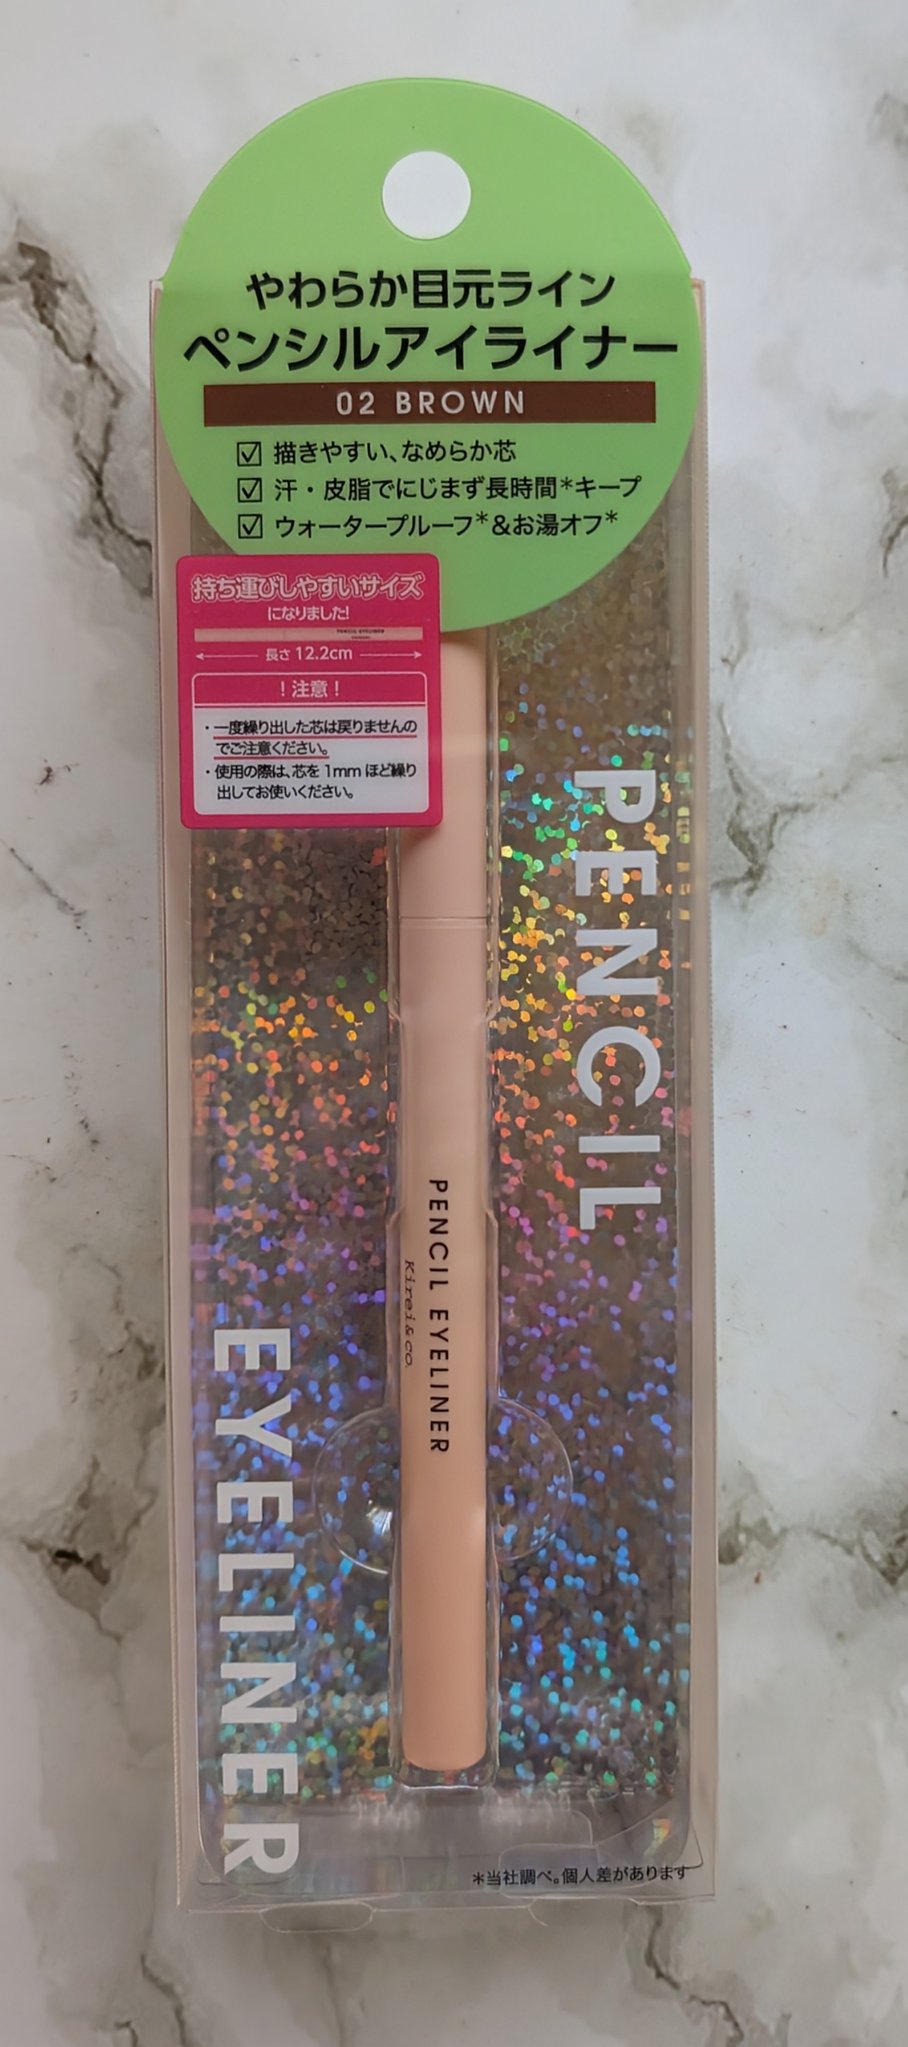 やわらか目元ライン
ペンシルアイライナー
02 BROWN
☑ 描きやすい、なめらか芯
☑ 汗・皮脂でにじまず長時間*キープ
☑ ウォータープルーフ*&お湯オフ*
持ち運びしやすいサイズ
になりました!
PENCIL EYELINER
長さ 12.2cm
！注意！
・一度繰り出した芯は戻りませんの
でご注意ください。
・使用の際は、芯を 1mm ほど繰り
出してお使いください。
PENCIL
PENCIL EYELINER
Kirei&CO.
EYELINER
*当社調べ。個人差があります